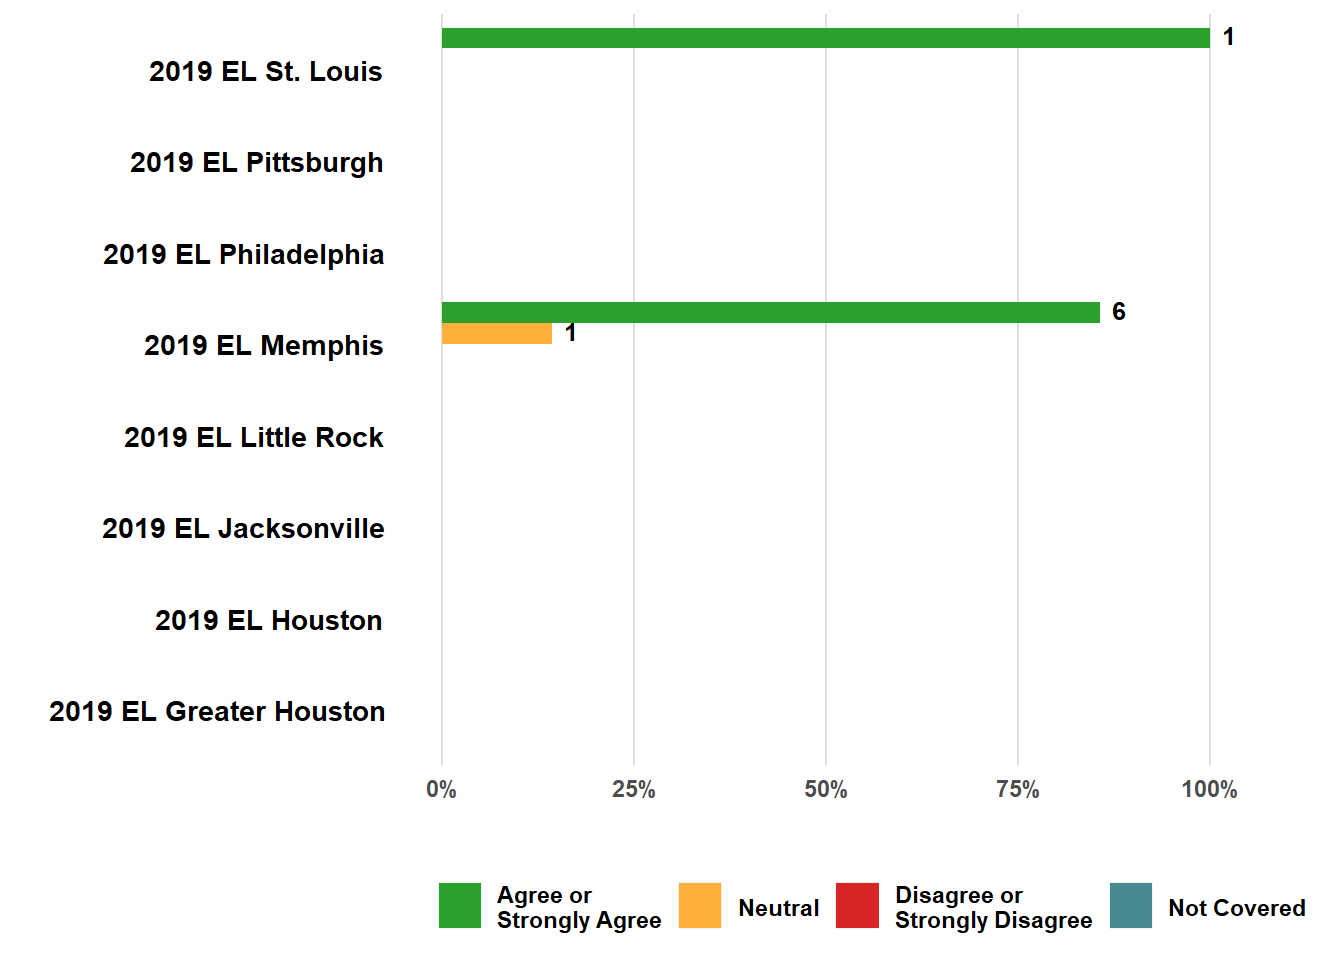 1
2019 EL St. Louis
2019 EL Pittsburgh
2019 EL Philadelphia
6
1
2019 EL Memphis
2019 EL Little Rock
2019 EL Jacksonville
2019 EL Houston
2019 EL Greater Houston
0% 25% 50% 75% 100%
Agree or
Strongly Agree
Neutral
Disagree or
Strongly Disagree
Not Covered